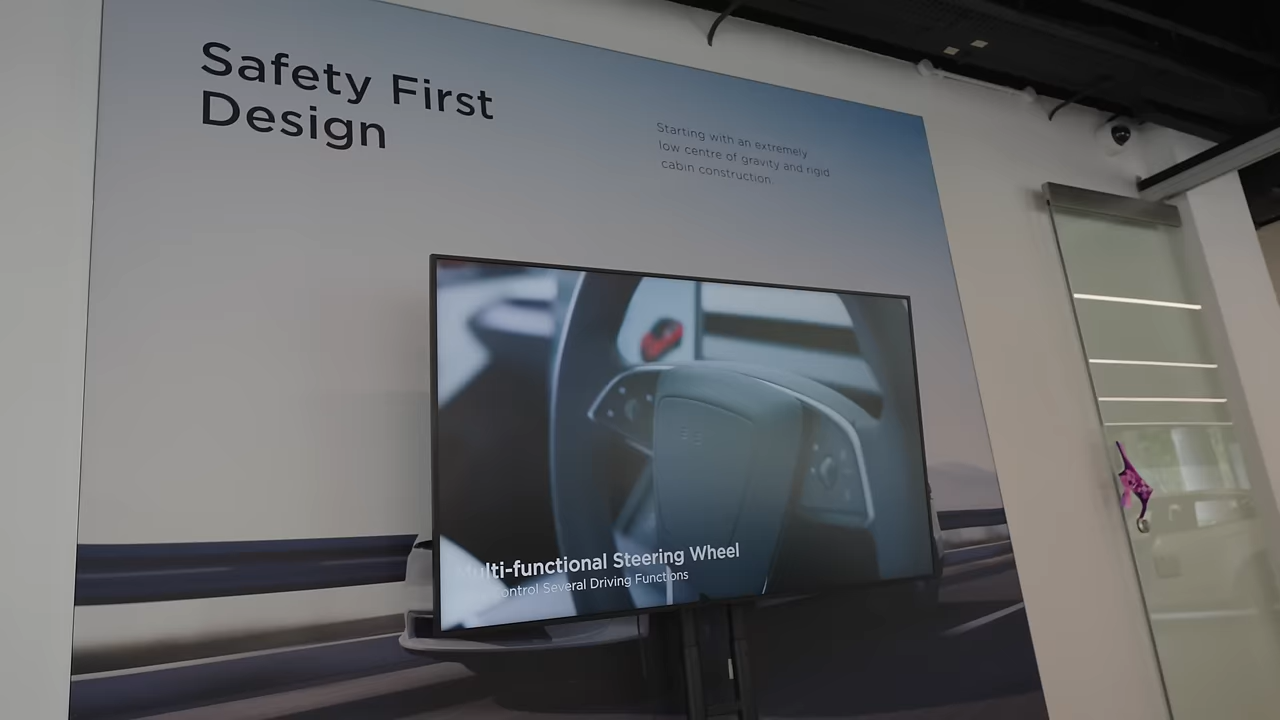 Safety First
Design
Starting with an extremely
low centre of gravity and rigid
cabin construction.
ulti-functional Steering Wheel
ontrol Several Driving Functions